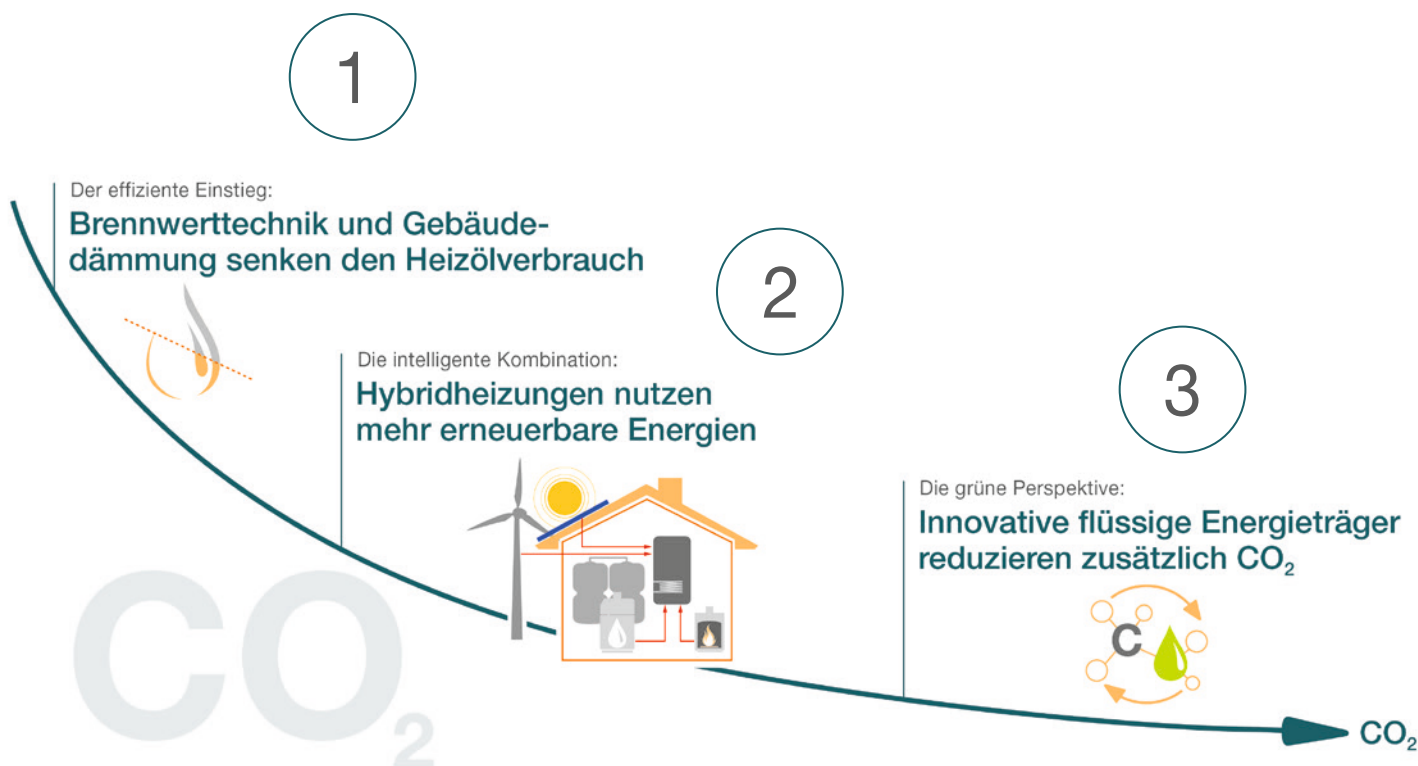 1
Der effiziente Einstieg:
Brennwerttechnik und Gebäude-
dämmung senken den Heizölverbrauch
2
Die intelligente Kombination:
Hybridheizungen nutzen
mehr erneuerbare Energien
3
Die grüne Perspektive:
Innovative flüssige Energieträger
reduzieren zusätzlich CO₂
C
CO₂
CO₂